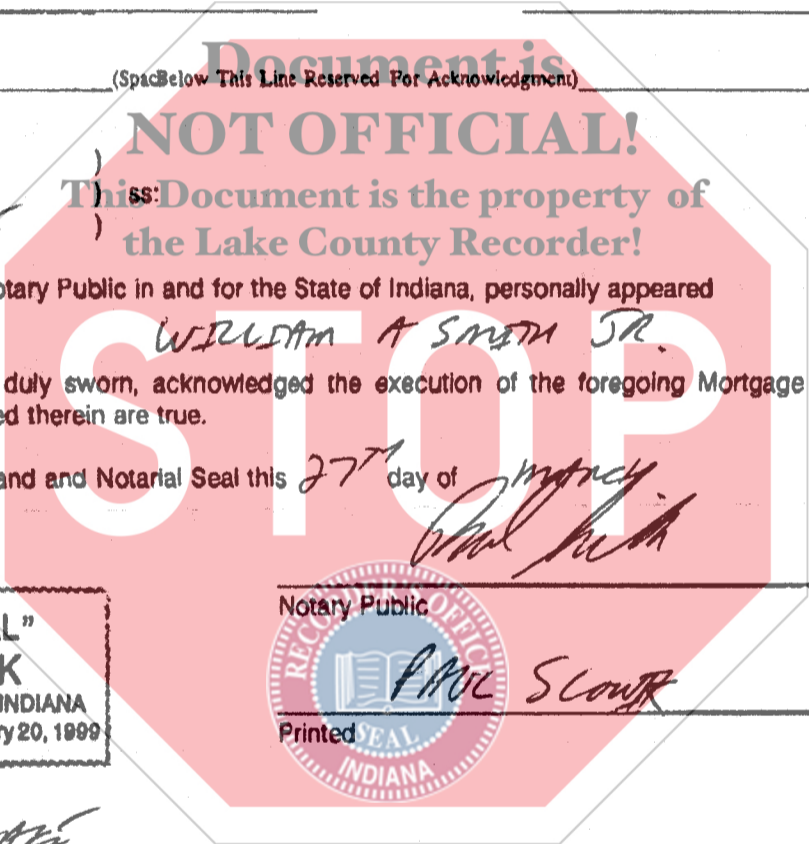 Document is
(SpacBelow This Line Reserved For Acknowledgment)
NOT OFFICIAL!
)
) ss:
)
This Document is the property of
the Lake County Recorder!
otary Public in and for the State of Indiana, personally appeared
WILLIAM A SMITH JR.
STOP
duly sworn, acknowledged the execution of the foregoing Mortgage
ed therein are true.
and and Notarial Seal this 27TH day of March
Notary Public
RECORDER'S OFFICE
SEAL
INDIANA
PAUL
Printed
L"
K
INDIANA
ry 20, 1999